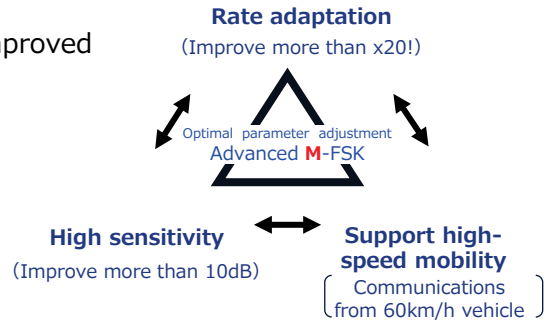 Rate adaptation
(Improve more than x20!)
Optimal parameter adjustment
Advanced M-FSK
High sensitivity
(Improve more than 10dB)
Support high-
speed mobility
Communications
from 60km/h vehicle